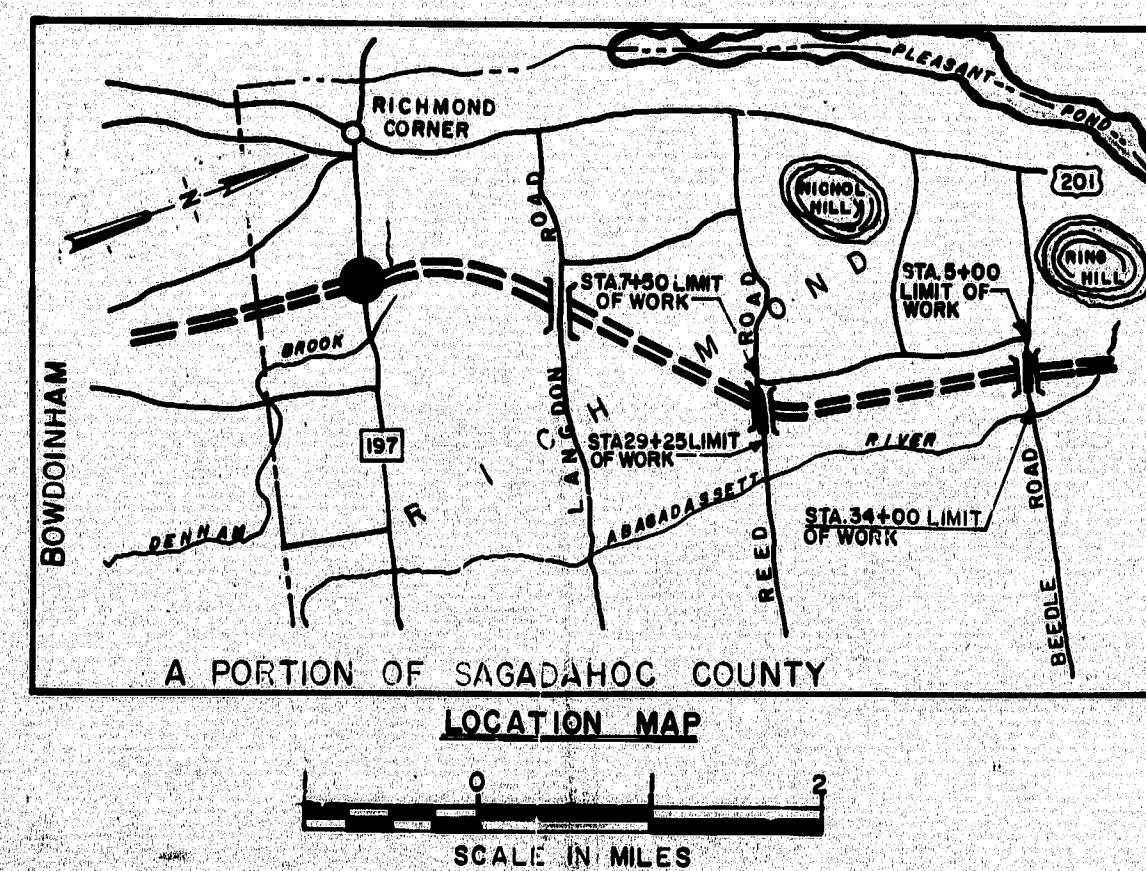 PLEASANT POND
RICHMOND
CORNER
N
201
NICHOL
HILL
RING
HILL
LANGDON ROAD
STA.7+50 LIMIT
OF WORK
STA.5+00
LIMIT OF
WORK
REED ROAD
RICHMOND
BROOK
BOWDOINHAM
197
STA29+25 LIMIT
OF WORK
RIVER
ABAGADASSETT
STA.34+00 LIMIT
OF WORK
DENHAM
BEEDLE ROAD
A PORTION OF SAGADAHOC COUNTY
LOCATION MAP
0 2
SCALE IN MILES